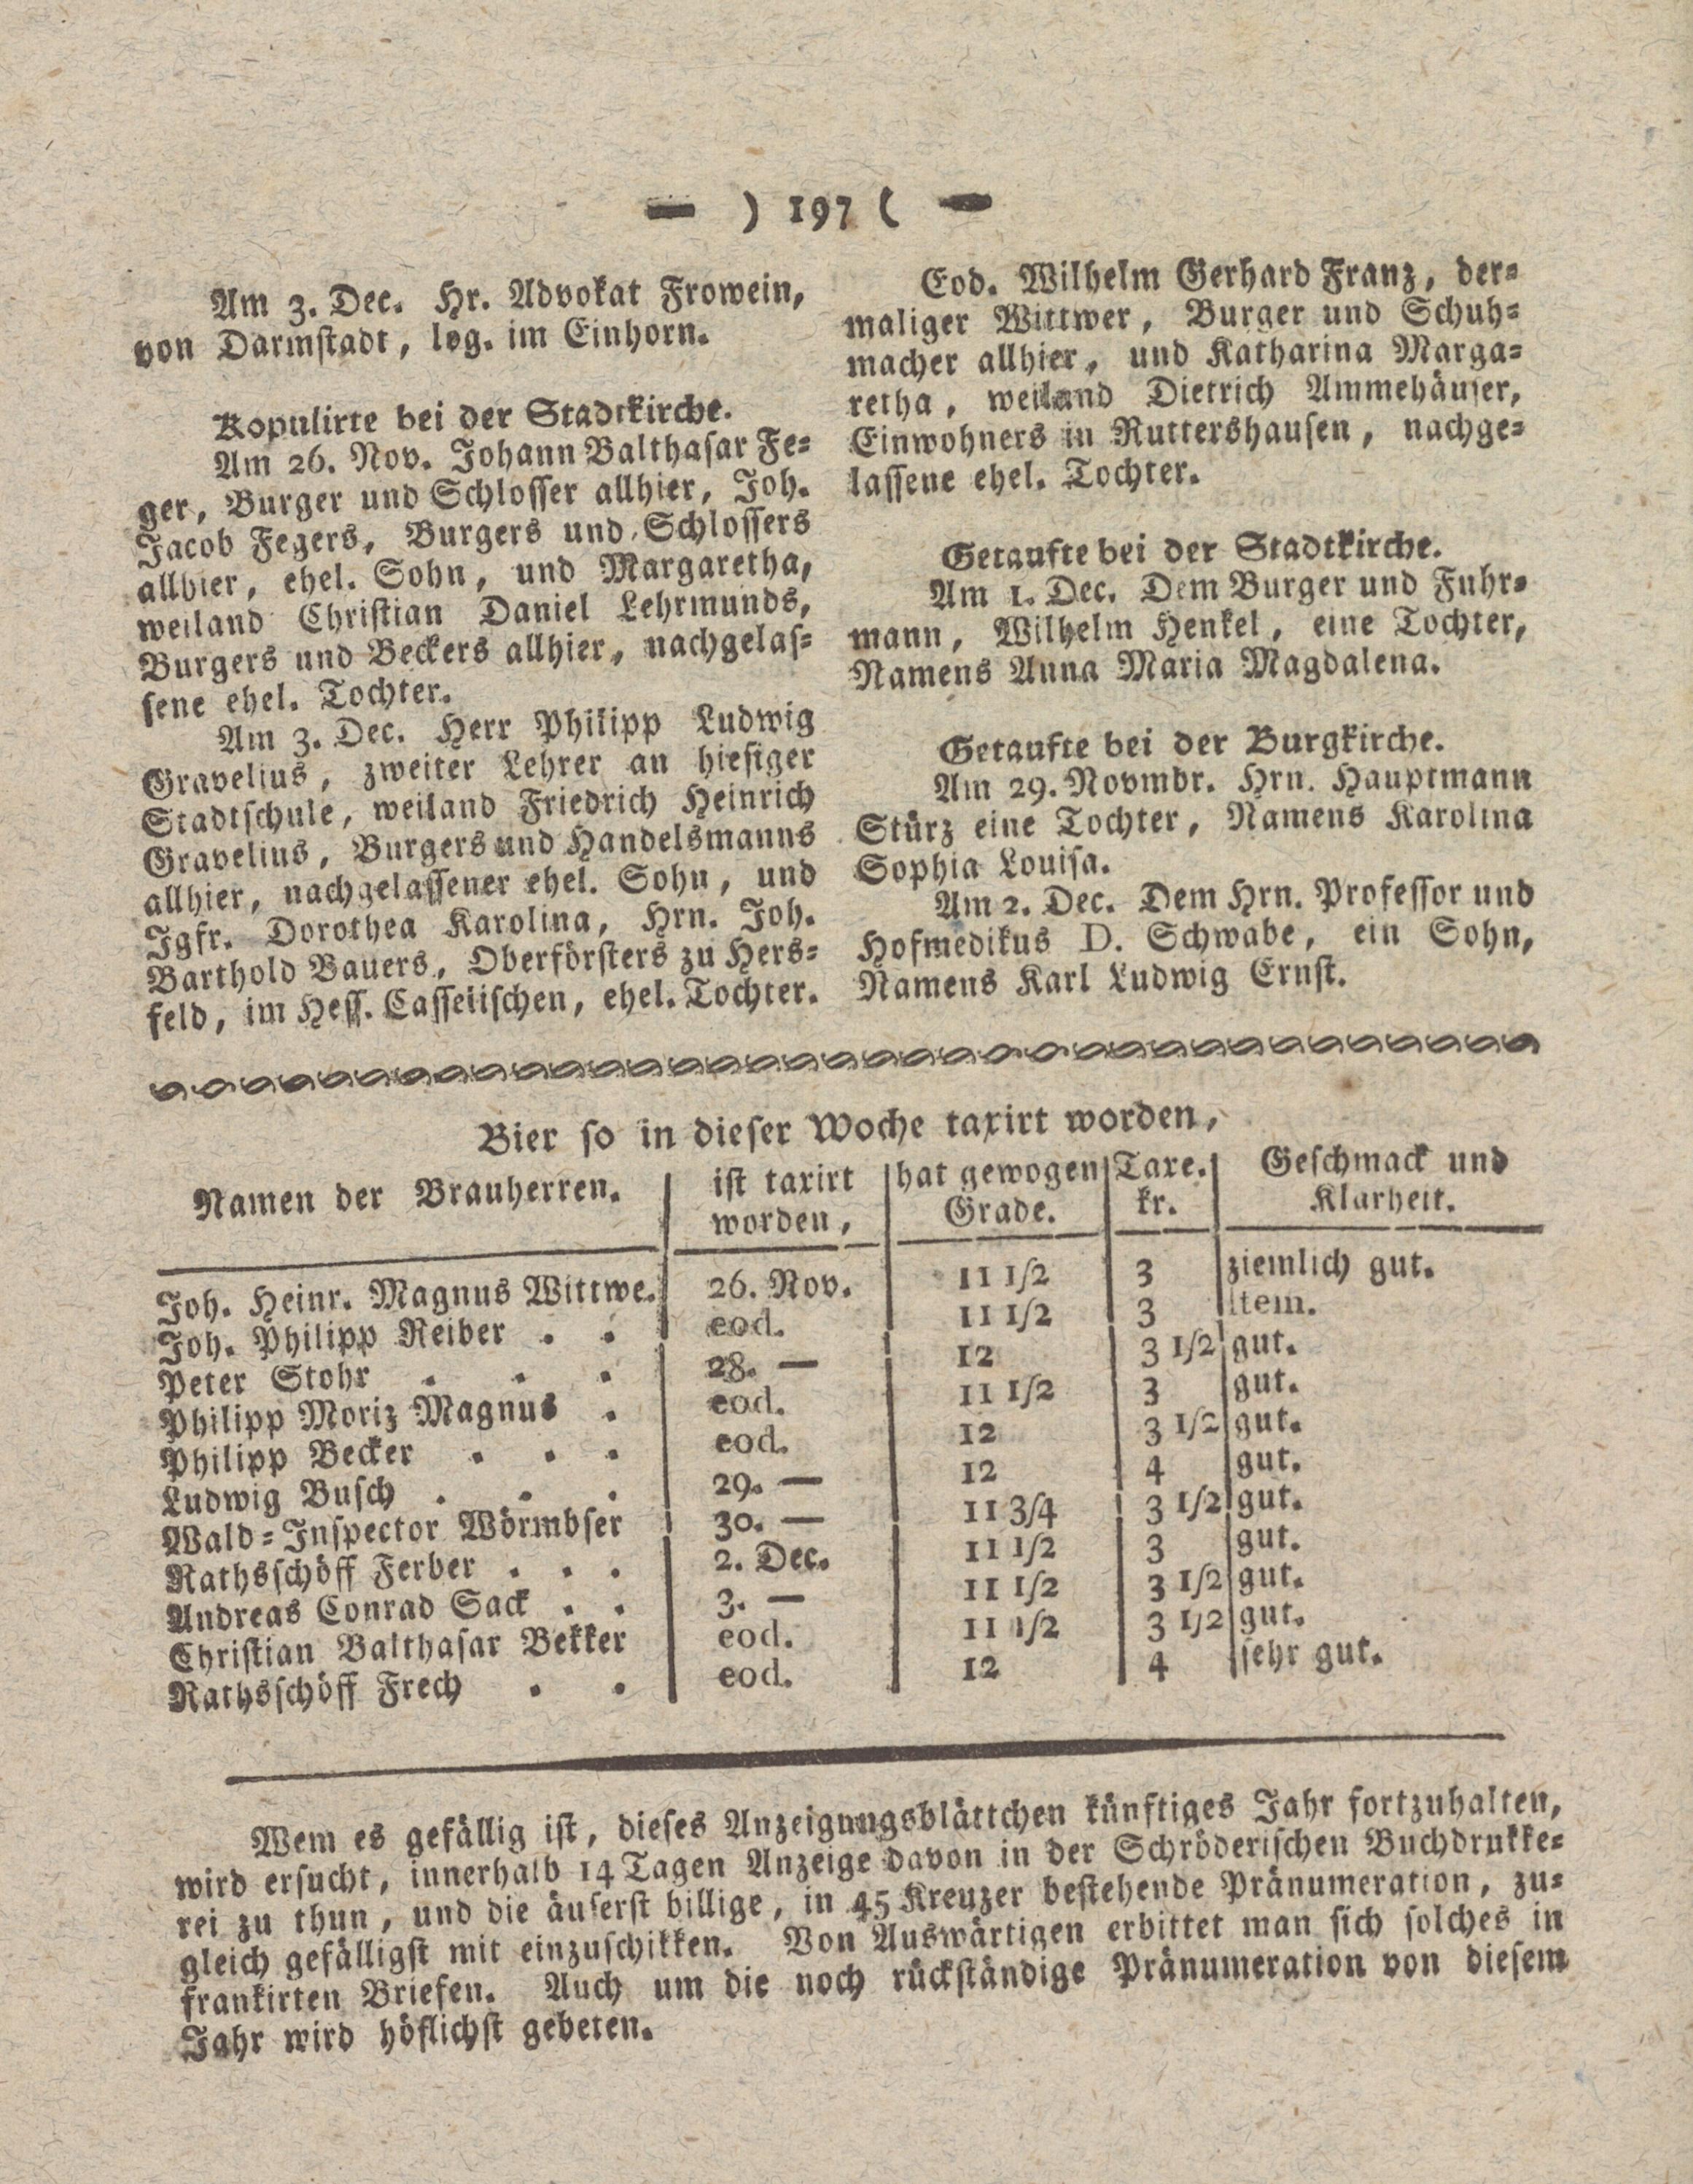 — ) 197 ( —
Am 3. Dec. Hr. Advokat Frowein,
von Darmstadt, log. im Einhorn.
Kopulirte bei der Stadtkirche.
Am 26. Nov. Johann Balthasar Fe-
ger, Burger und Schlosser allhier, Joh.
Jacob Fegers, Burgers und Schlossers
allhier, ehel. Sohn, und Margaretha,
weiland Christian Daniel Lehrmunds,
Burgers und Beckers allhier, nachgelas-
sene ehel. Tochter.
Am 3. Dec. Herr Philipp Ludwig
Gravelius, zweiter Lehrer an hiesiger
Stadtschule, weiland Friedrich Heinrich
Gravelius, Burgers und Handelsmanns
allhier, nachgelassener ehel. Sohn, und
Jgfr. Dorothea Karolina, Hrn. Joh.
Barthold Bauers, Oberförsters zu Hers-
feld, im Hess. Casselischen, ehel. Tochter.
Eod. Wilhelm Gerhard Franz, der-
maliger Wittwer, Burger und Schuh-
macher allhier, und Katharina Marga-
retha, weiland Dietrich Ammehäuser,
Einwohners in Ruttershausen, nachge-
lassene ehel. Tochter.
Getaufte bei der Stadtkirche.
Am 1. Dec. Dem Burger und Fuhr-
mann, Wilhelm Henkel, eine Tochter,
Namens Anna Maria Magdalena.
Getaufte bei der Burgkirche.
Am 29. Novmbr. Hrn. Hauptmann
Stürz eine Tochter, Namens Karolina
Sophia Louisa.
Am 2. Dec. Dem Hrn. Professor und
Hofmedikus D. Schwabe, ein Sohn,
Namens Karl Ludwig Ernst.
Bier so in dieser Woche taxirt worden,
Namen der Brauherren. | ist taxirt worden, | hat gewogen Grade. | Taxe. kr. | Geschmack und Klarheit.
Joh. Heinr. Magnus Wittwe. | 26. Nov. | 11 1/2 | 3 | ziemlich gut.
Joh. Philipp Reiber . . | eod. | 11 1/2 | 3 | item.
Peter Stohr . . . | 28. — | 12 | 3 1/2 | gut.
Philipp Moriz Magnus . | eod. | 11 1/2 | 3 | gut.
Philipp Becker . . . | eod. | 12 | 3 1/2 | gut.
Ludwig Busch . . . | 29. — | 12 | 4 | gut.
Wald-Inspector Wörmbser | 30. — | 11 3/4 | 3 1/2 | gut.
Rathsschöff Ferber . . . | 2. Dec. | 11 1/2 | 3 | gut.
Andreas Conrad Sack . . | 3. — | 11 1/2 | 3 1/2 | gut.
Christian Balthasar Bekker | eod. | 11 1/2 | 3 1/2 | gut.
Rathsschöff Frech . . | eod. | 12 | 4 | sehr gut.
Wem es gefällig ist, dieses Anzeigungsblättchen künftiges Jahr fortzuhalten,
wird ersucht, innerhalb 14 Tagen Anzeige davon in der Schröderischen Buchdrukke-
rei zu thun, und die äuserst billige, in 45 Kreuzer bestehende Pränumeration, zu-
gleich gefälligst mit einzuschikken. Von Auswärtigen erbittet man sich solches in
frankirten Briefen. Auch um die noch rückständige Pränumeration von diesem
Jahr wird höflichst gebeten.